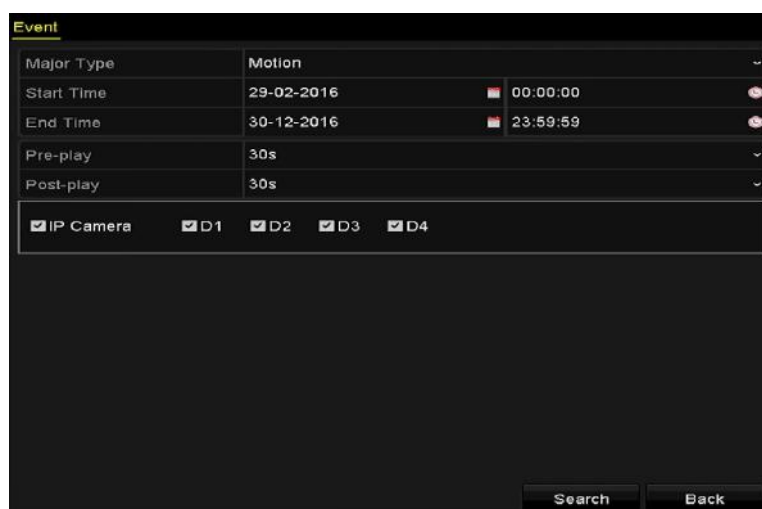 Event
Major Type Motion
Start Time 29-02-2016 00:00:00
End Time 30-12-2016 23:59:59
Pre-play 30s
Post-play 30s
IP Camera D1 D2 D3 D4
Search Back